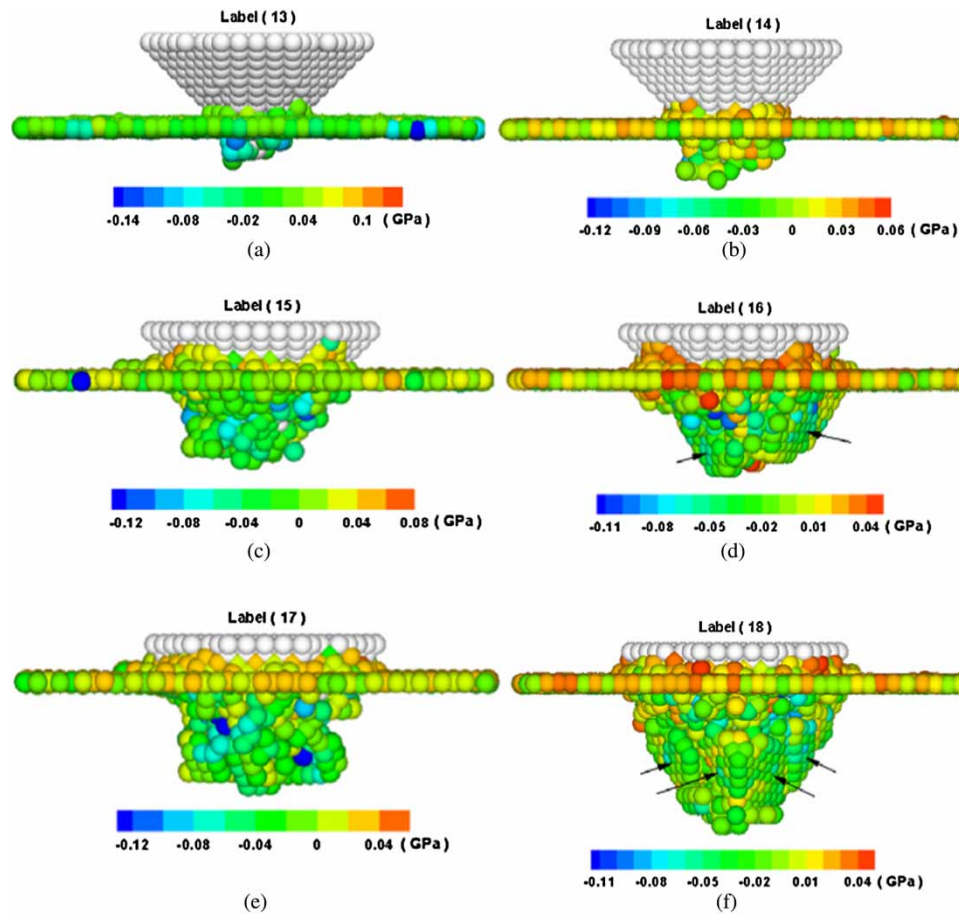 Label ( 13 )
-0.14 -0.08 -0.02 0.04 0.1 ( GPa )
(a)
Label ( 14 )
-0.12 -0.09 -0.06 -0.03 0 0.03 0.06 ( GPa )
(b)
Label ( 15 )
-0.12 -0.08 -0.04 0 0.04 0.08 ( GPa )
(c)
Label ( 16 )
-0.11 -0.08 -0.05 -0.02 0.01 0.04 ( GPa )
(d)
Label ( 17 )
-0.12 -0.08 -0.04 0 0.04 ( GPa )
(e)
Label ( 18 )
-0.11 -0.08 -0.05 -0.02 0.01 0.04 ( GPa )
(f)